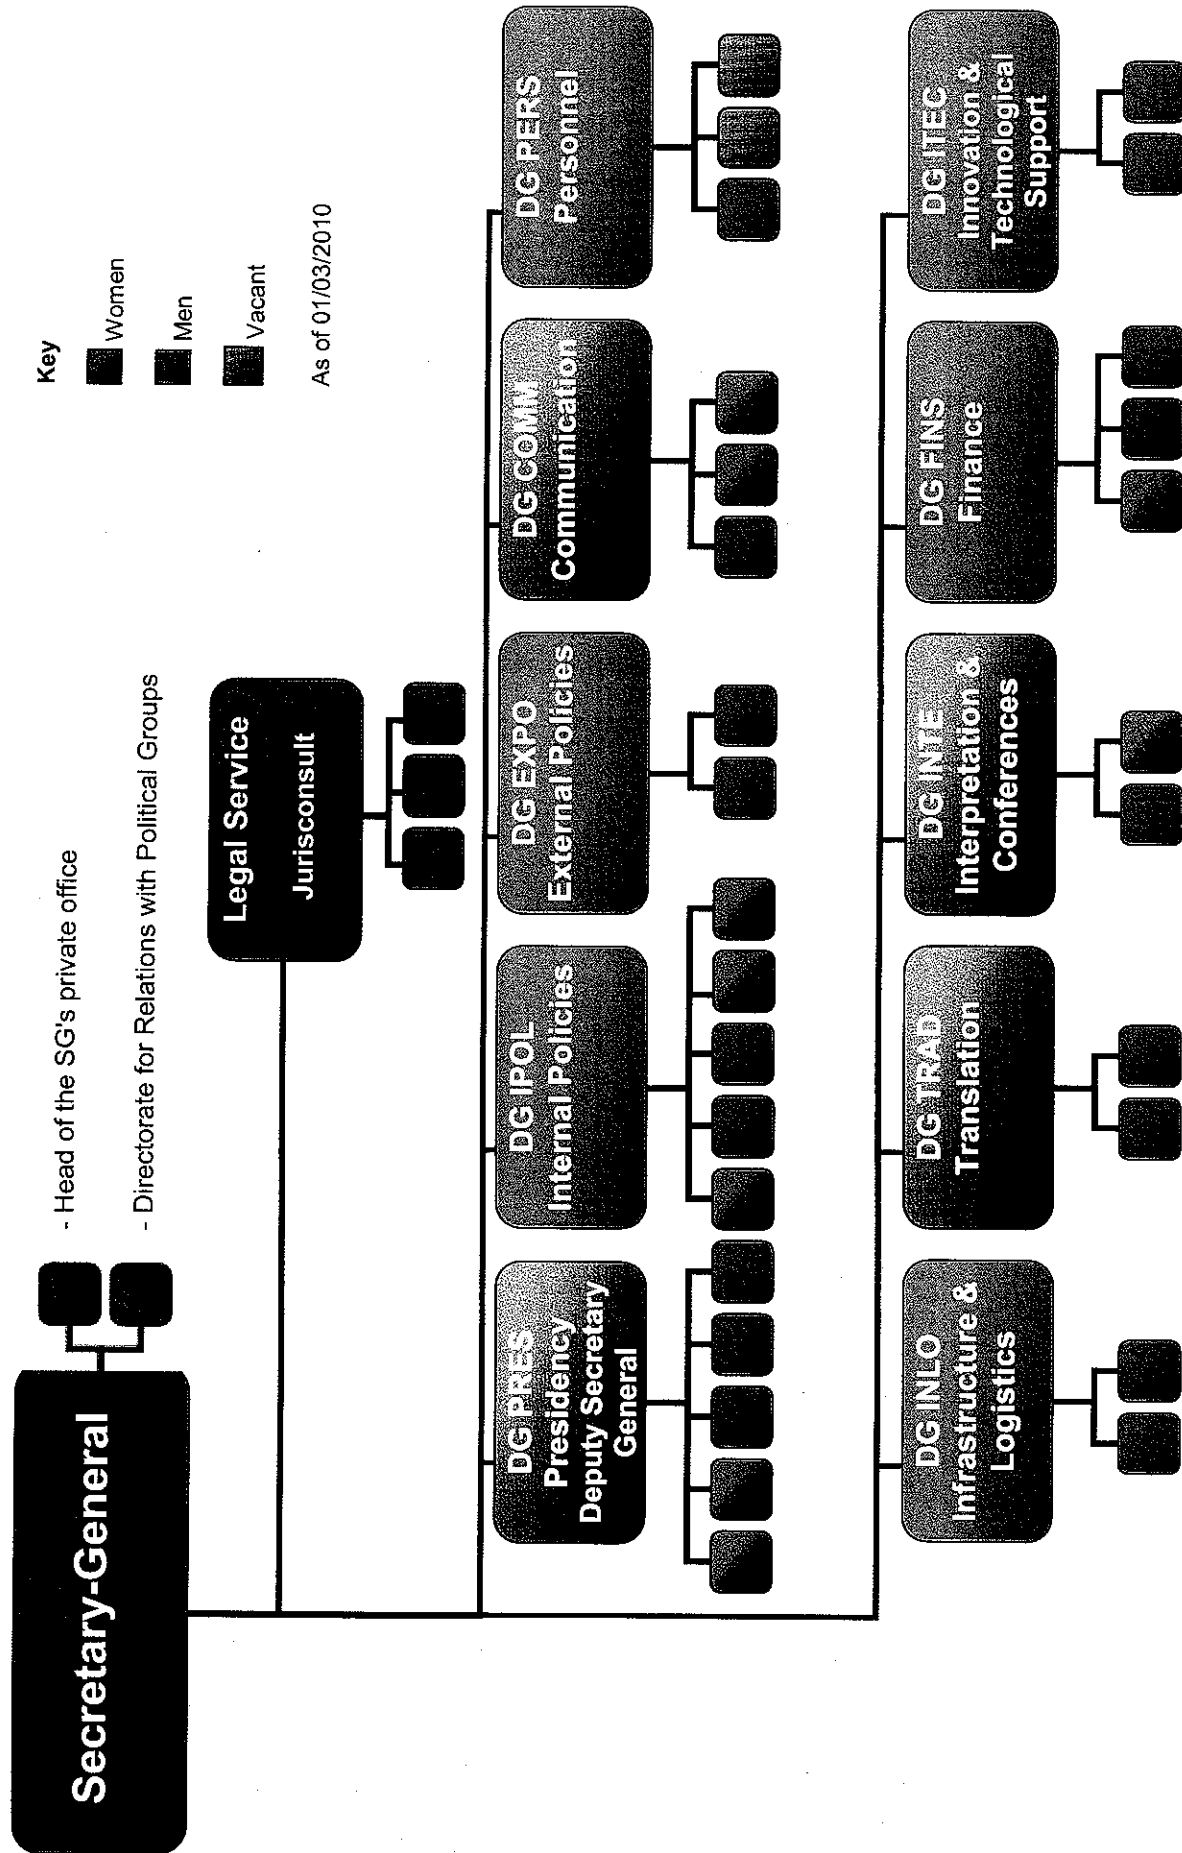 Secretary-General
- Head of the SG's private office
- Directorate for Relations with Political Groups
Key
Women
Men
Vacant
As of 01/03/2010
Legal Service
Jurisconsult
DG PRES
Presidency
Deputy Secretary
General
DG IPOL
Internal Policies
DG EXPO
External Policies
DG COMM
Communication
DG PERS
Personnel
DG INLO
Infrastructure &
Logistics
DG TRAD
Translation
DG INTE
Interpretation &
Conferences
DG FINS
Finance
DG ITEC
Innovation &
Technological
Support